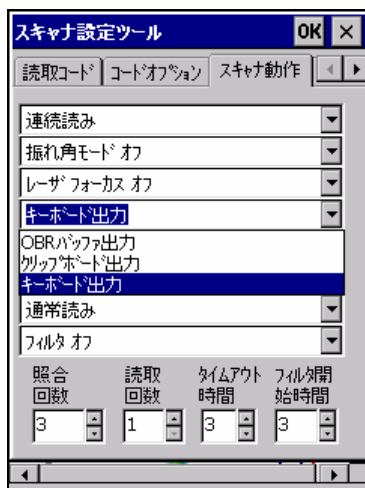 スキャナ設定ツール OK ×
読取コード コードオプション スキャナ動作
連続読み
振れ角モード オフ
レーザ フォーカス オフ
キーボード出力
OBRバッファ出力
クリップボード出力
キーボード出力
通常読み
フィルタ オフ
照合回数 読取回数 タイムアウト時間 フィルタ開始時間
3 1 3 3